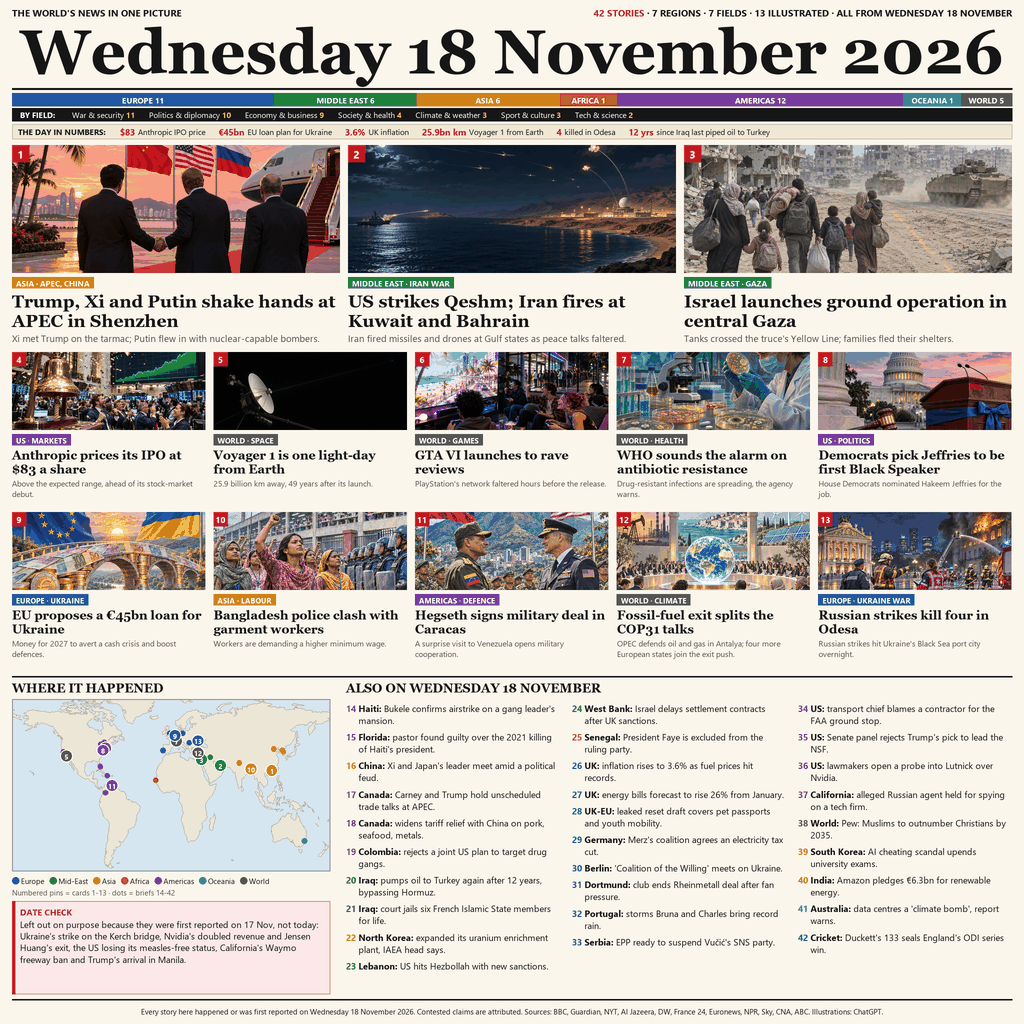 THE WORLD'S NEWS IN ONE PICTURE
42 STORIES · 7 REGIONS · 7 FIELDS · 13 ILLUSTRATED · ALL FROM WEDNESDAY 18 NOVEMBER
Wednesday 18 November 2026
EUROPE 11
MIDDLE EAST 6
ASIA 6
AFRICA 1
AMERICAS 12
OCEANIA 1
WORLD 5
BY FIELD: War & security 11 Politics & diplomacy 10 Economy & business 9 Society & health 4 Climate & weather 3 Sport & culture 3 Tech & science 2
THE DAY IN NUMBERS: $83 Anthropic IPO price €45bn EU loan plan for Ukraine 3.6% UK inflation 25.9bn km Voyager 1 from Earth 4 killed in Odesa 12 yrs since Iraq last piped oil to Turkey
1
ASIA · APEC, CHINA
Trump, Xi and Putin shake hands at
APEC in Shenzhen
Xi met Trump on the tarmac; Putin flew in with nuclear-capable bombers.
2
MIDDLE EAST · IRAN WAR
US strikes Qeshm; Iran fires at
Kuwait and Bahrain
Iran fired missiles and drones at Gulf states as peace talks faltered.
3
MIDDLE EAST · GAZA
Israel launches ground operation in
central Gaza
Tanks crossed the truce's Yellow Line; families fled their shelters.
4
US · MARKETS
Anthropic prices its IPO at
$83 a share
Above the expected range, ahead of its stock-market
debut.
5
WORLD · SPACE
Voyager 1 is one light-day
from Earth
25.9 billion km away, 49 years after its launch.
6
WORLD · GAMES
GTA VI launches to rave
reviews
PlayStation's network faltered hours before the release.
7
WORLD · HEALTH
WHO sounds the alarm on
antibiotic resistance
Drug-resistant infections are spreading, the agency
warns.
8
US · POLITICS
Democrats pick Jeffries to be
first Black Speaker
House Democrats nominated Hakeem Jeffries for the
job.
9
EUROPE · UKRAINE
EU proposes a €45bn loan for
Ukraine
Money for 2027 to avert a cash crisis and boost
defences.
10
ASIA · LABOUR
Bangladesh police clash with
garment workers
Workers are demanding a higher minimum wage.
11
AMERICAS · DEFENCE
Hegseth signs military deal in
Caracas
A surprise visit to Venezuela opens military
cooperation.
12
WORLD · CLIMATE
Fossil-fuel exit splits the
COP31 talks
OPEC defends oil and gas in Antalya; four more
European states join the exit push.
13
EUROPE · UKRAINE WAR
Russian strikes kill four in
Odesa
Russian strikes hit Ukraine's Black Sea port city
overnight.
WHERE IT HAPPENED
5
8
11
9
13
12
3
2
10
1
Europe Mid-East Asia Africa Americas Oceania World
Numbered pins = cards 1-13 · dots = briefs 14-42
DATE CHECK
Left out on purpose because they were first reported on 17 Nov, not today:
Ukraine's strike on the Kerch bridge, Nvidia's doubled revenue and Jensen
Huang's exit, the US losing its measles-free status, California's Waymo
freeway ban and Trump's arrival in Manila.
ALSO ON WEDNESDAY 18 NOVEMBER
14 Haiti: Bukele confirms airstrike on a gang leader's
mansion.
15 Florida: pastor found guilty over the 2021 killing
of Haiti's president.
16 China: Xi and Japan's leader meet amid a political
feud.
17 Canada: Carney and Trump hold unscheduled
trade talks at APEC.
18 Canada: widens tariff relief with China on pork,
seafood, metals.
19 Colombia: rejects a joint US plan to target drug
gangs.
20 Iraq: pumps oil to Turkey again after 12 years,
bypassing Hormuz.
21 Iraq: court jails six French Islamic State members
for life.
22 North Korea: expanded its uranium enrichment
plant, IAEA head says.
23 Lebanon: US hits Hezbollah with new sanctions.
24 West Bank: Israel delays settlement contracts
after UK sanctions.
25 Senegal: President Faye is excluded from the
ruling party.
26 UK: inflation rises to 3.6% as fuel prices hit
records.
27 UK: energy bills forecast to rise 26% from January.
28 UK-EU: leaked reset draft covers pet passports
and youth mobility.
29 Germany: Merz's coalition agrees an electricity tax
cut.
30 Berlin: 'Coalition of the Willing' meets on Ukraine.
31 Dortmund: club ends Rheinmetall deal after fan
pressure.
32 Portugal: storms Bruna and Charles bring record
rain.
33 Serbia: EPP ready to suspend Vučić's SNS party.
34 US: transport chief blames a contractor for the
FAA ground stop.
35 US: Senate panel rejects Trump's pick to lead the
NSF.
36 US: lawmakers open a probe into Lutnick over
Nvidia.
37 California: alleged Russian agent held for spying
on a tech firm.
38 World: Pew: Muslims to outnumber Christians by
2035.
39 South Korea: AI cheating scandal upends
university exams.
40 India: Amazon pledges €6.3bn for renewable
energy.
41 Australia: data centres a 'climate bomb', report
warns.
42 Cricket: Duckett's 133 seals England's ODI series
win.
Every story here happened or was first reported on Wednesday 18 November 2026. Contested claims are attributed. Sources: BBC, Guardian, NYT, Al Jazeera, DW, France 24, Euronews, NPR, Sky, CNA, ABC. Illustrations: ChatGPT.